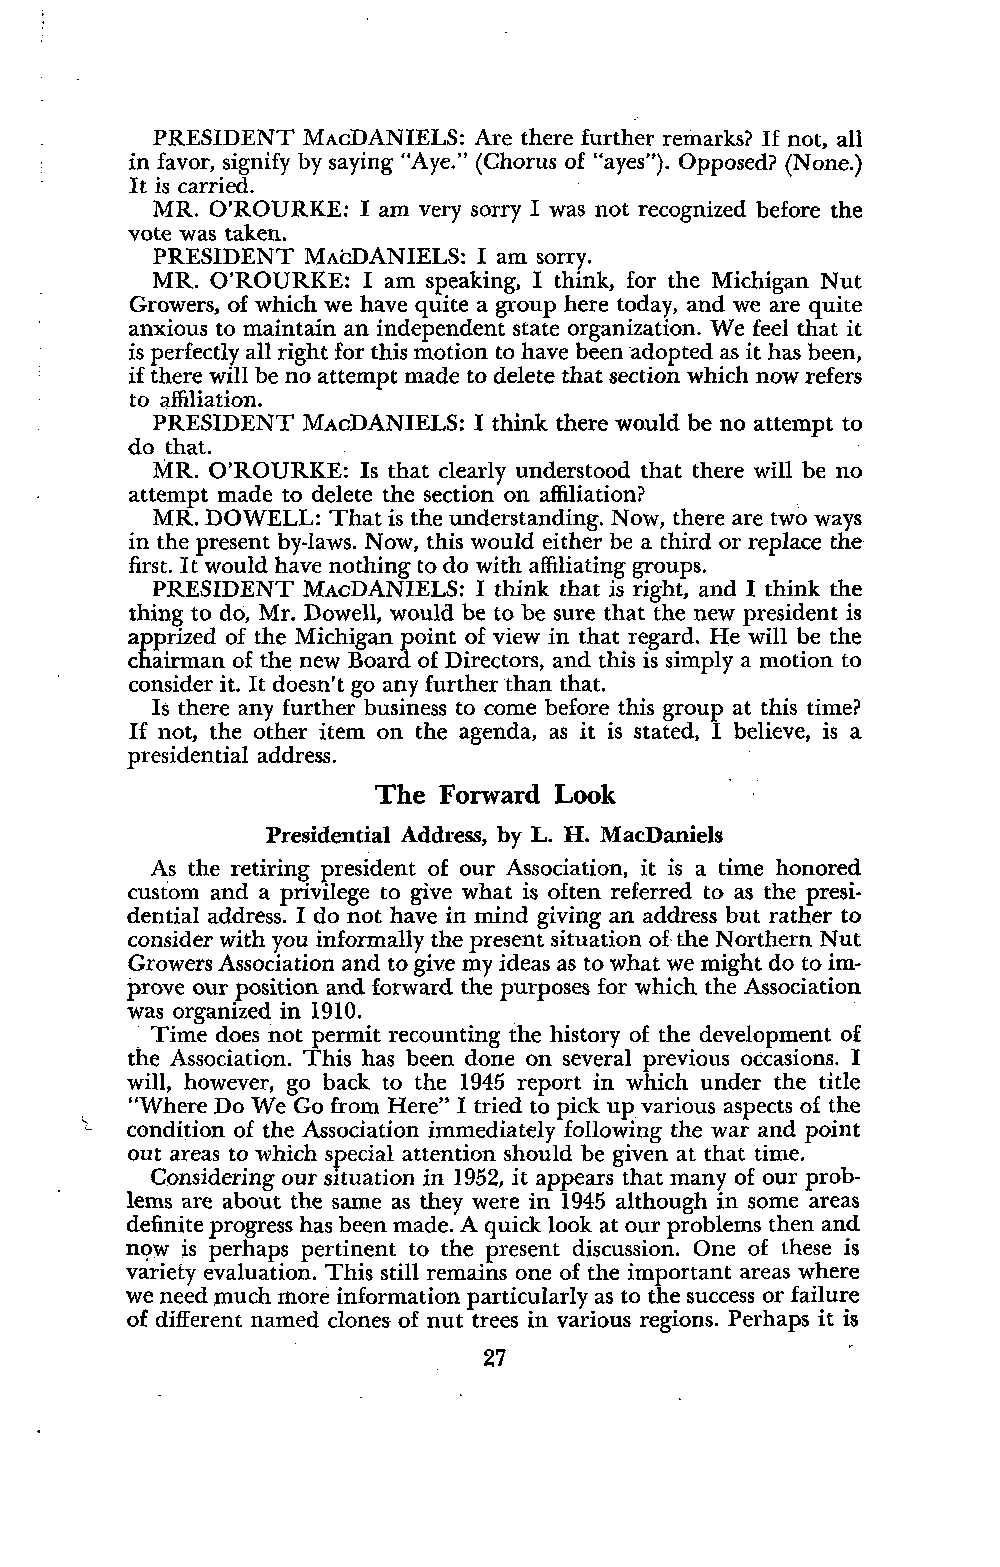 PRESIDENT MACDANIELS: Are there further remarks? If not, all
in favor, signify by saying "Aye." (Chorus of "ayes"). Opposed? (None.)
It is carried.
MR. O'ROURKE: I am very sorry I was not recognized before the
vote was taken.
PRESIDENT MACDANIELS: I am sorry.
MR. O'ROURKE: I am speaking, I think, for the Michigan Nut
Growers, of which we have quite a group here today, and we are quite
anxious to maintain an independent state organization. We feel that it
is perfectly all right for this motion to have been adopted as it has been,
if there will be no attempt made to delete that section which now refers
to affiliation.
PRESIDENT MACDANIELS: I think there would be no attempt to
do that.
MR. O'ROURKE: Is that clearly understood that there will be no
attempt made to delete the section on affiliation?
MR. DOWELL: That is the understanding. Now, there are two ways
in the present by-laws. Now, this would either be a third or replace the
first. It would have nothing to do with affiliating groups.
PRESIDENT MACDANIELS: I think that is right, and I think the
thing to do, Mr. Dowell, would be to be sure that the new president is
apprized of the Michigan point of view in that regard. He will be the
chairman of the new Board of Directors, and this is simply a motion to
consider it. It doesn't go any further than that.
Is there any further business to come before this group at this time?
If not, the other item on the agenda, as it is stated, I believe, is a
presidential address.
The Forward Look
Presidential Address, by L. H. MacDaniels
As the retiring president of our Association, it is a time honored
custom and a privilege to give what is often referred to as the presi-
dential address. I do not have in mind giving an address but rather to
consider with you informally the present situation of the Northern Nut
Growers Association and to give my ideas as to what we might do to im-
prove our position and forward the purposes for which the Association
was organized in 1910.
Time does not permit recounting the history of the development of
the Association. This has been done on several previous occasions. I
will, however, go back to the 1945 report in which under the title
"Where Do We Go from Here" I tried to pick up various aspects of the
condition of the Association immediately following the war and point
out areas to which special attention should be given at that time.
Considering our situation in 1952, it appears that many of our prob-
lems are about the same as they were in 1945 although in some areas
definite progress has been made. A quick look at our problems then and
now is perhaps pertinent to the present discussion. One of these is
variety evaluation. This still remains one of the important areas where
we need much more information particularly as to the success or failure
of different named clones of nut trees in various regions. Perhaps it is
27